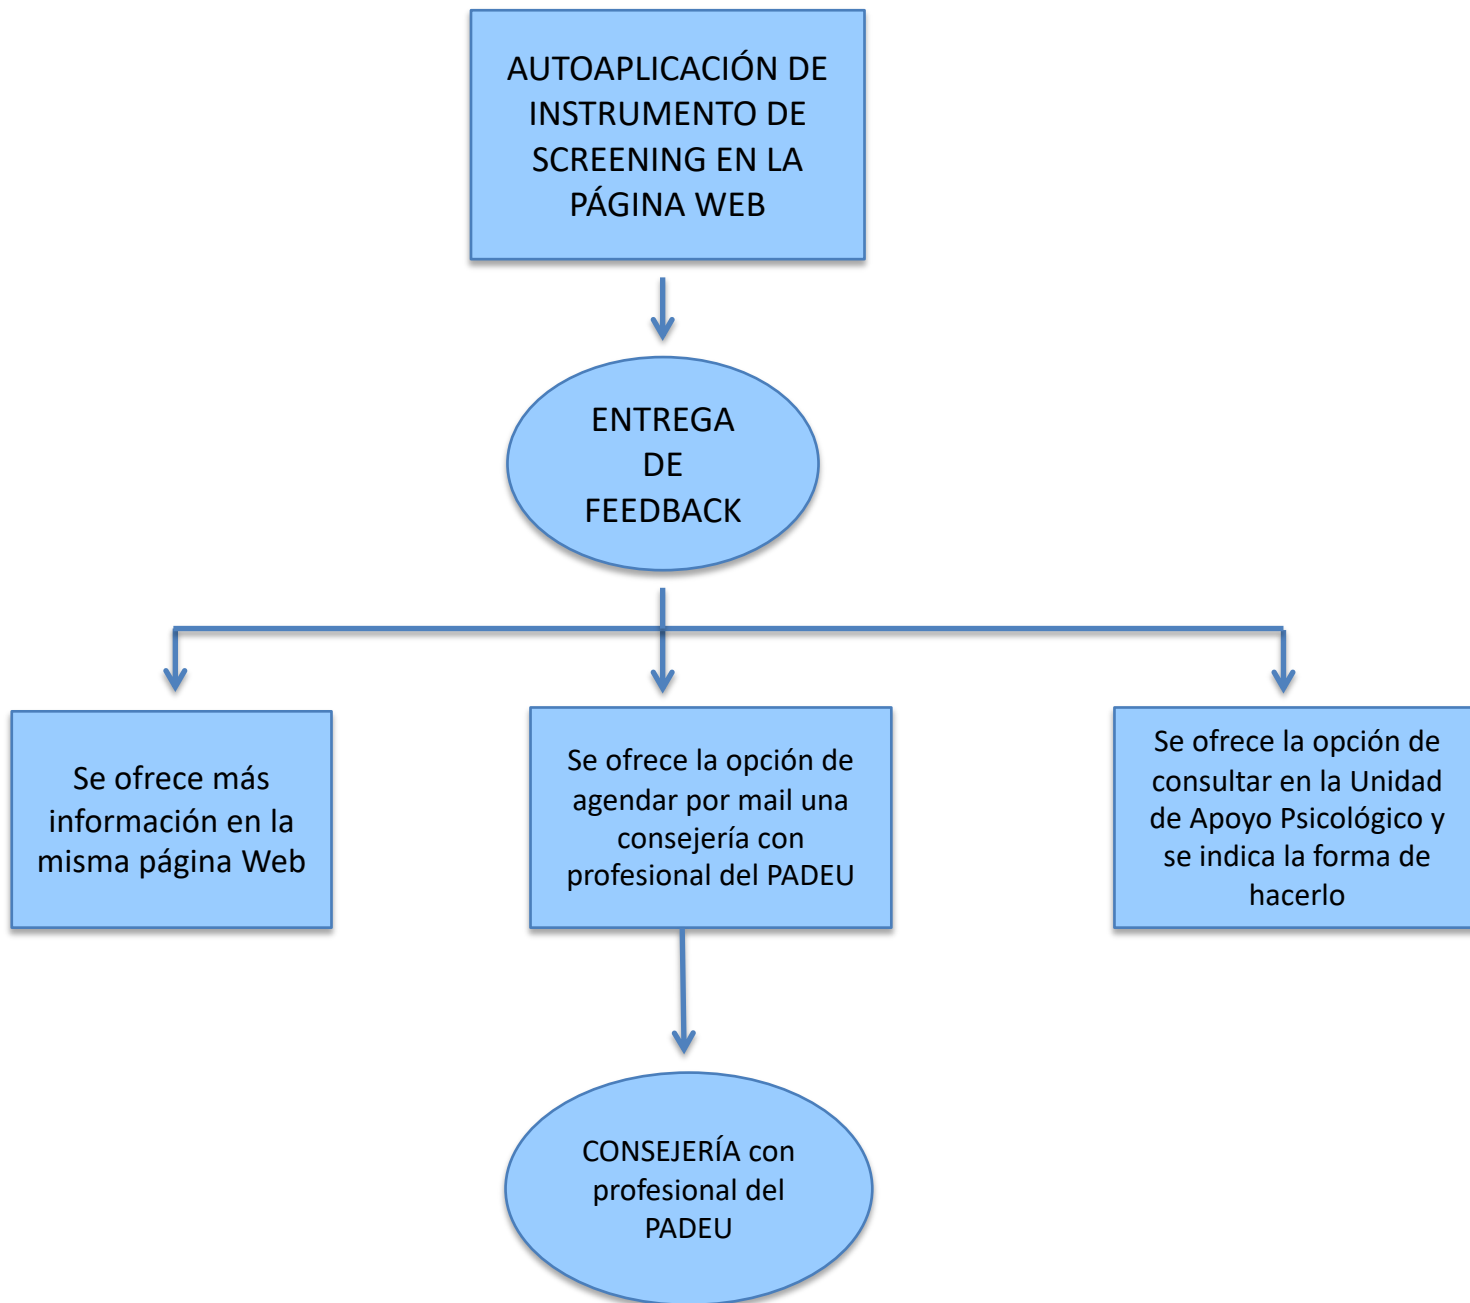 AUTOAPLICACIÓN DE
INSTRUMENTO DE
SCREENING EN LA
PÁGINA WEB
ENTREGA
DE
FEEDBACK
Se ofrece más
información en la
misma página Web
Se ofrece la opción de
agendar por mail una
consejería con
profesional del PADEU
Se ofrece la opción de
consultar en la Unidad
de Apoyo Psicológico y
se indica la forma de
hacerlo
CONSEJERÍA con
profesional del
PADEU